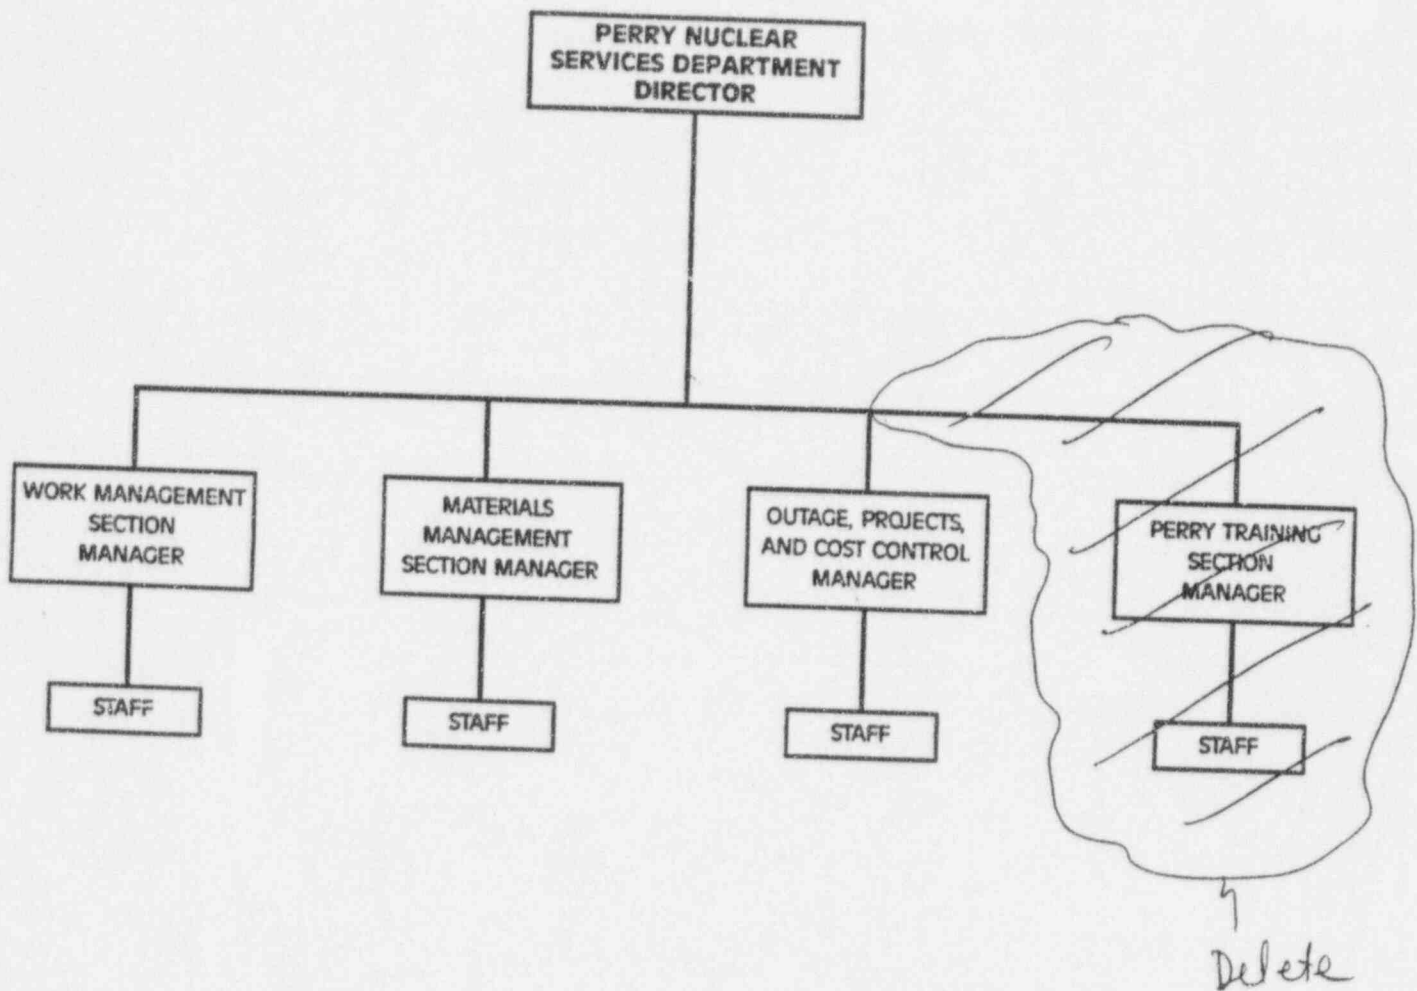 PERRY NUCLEAR
SERVICES DEPARTMENT
DIRECTOR
WORK MANAGEMENT
SECTION
MANAGER
MATERIALS
MANAGEMENT
SECTION MANAGER
OUTAGE, PROJECTS,
AND COST CONTROL
MANAGER
PERRY TRAINING
SECTION
MANAGER
STAFF
STAFF
STAFF
STAFF
Delete